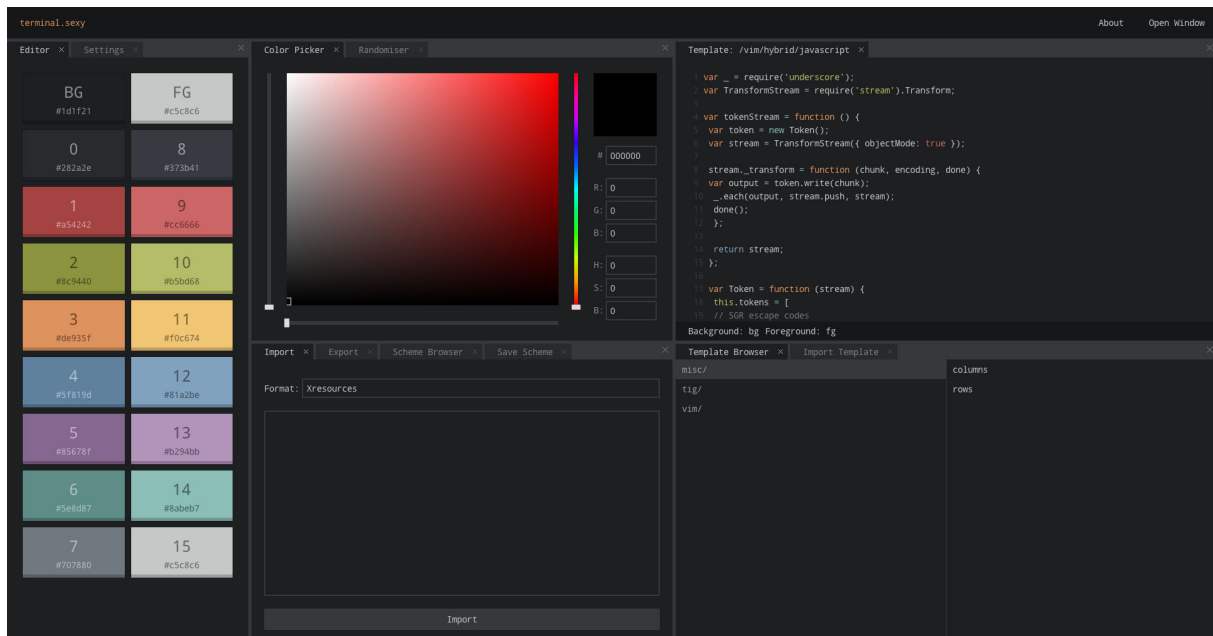 terminal.sexy
About Open Window
Editor × Settings ×
BG
#1d1f21
FG
#c5c8c6
0
#282a2e
8
#373b41
1
#a54242
9
#cc6666
2
#8c9440
10
#b5bd68
3
#de935f
11
#f0c674
4
#5f819d
12
#81a2be
5
#85678f
13
#b294bb
6
#5e8d87
14
#8abeb7
7
#707880
15
#c5c8c6
Color Picker × Randomiser ×
# 000000
R: 0
G: 0
B: 0
H: 0
S: 0
B: 0
Import × Export × Scheme Browser × Save Scheme ×
Format: Xresources
Import
Template: /vim/hybrid/javascript ×
1 var _ = require('underscore');
2 var TransformStream = require('stream').Transform;
3
4 var tokenStream = function () {
5 var token = new Token();
6 var stream = TransformStream({ objectMode: true });
7
8 stream._transform = function (chunk, encoding, done) {
9 var output = token.write(chunk);
10 _.each(output, stream.push, stream);
11 done();
12 };
13
14 return stream;
15 };
16
17 var Token = function (stream) {
18 this.tokens = [
19 // SGR escape codes
Background: bg Foreground: fg
Template Browser × Import Template ×
misc/
tig/
vim/
columns
rows